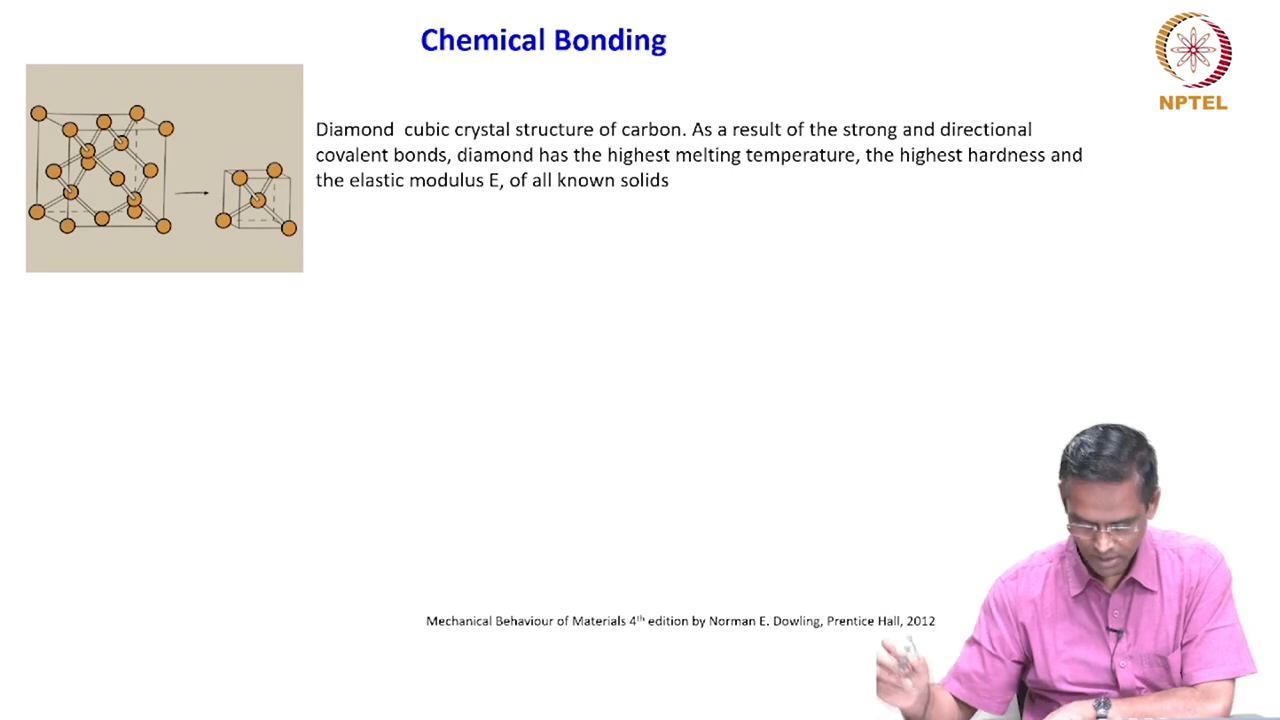 Chemical Bonding
NPTEL
Diamond cubic crystal structure of carbon. As a result of the strong and directional
covalent bonds, diamond has the highest melting temperature, the highest hardness and
the elastic modulus E, of all known solids
Mechanical Behaviour of Materials 4th edition by Norman E. Dowling, Prentice Hall, 2012